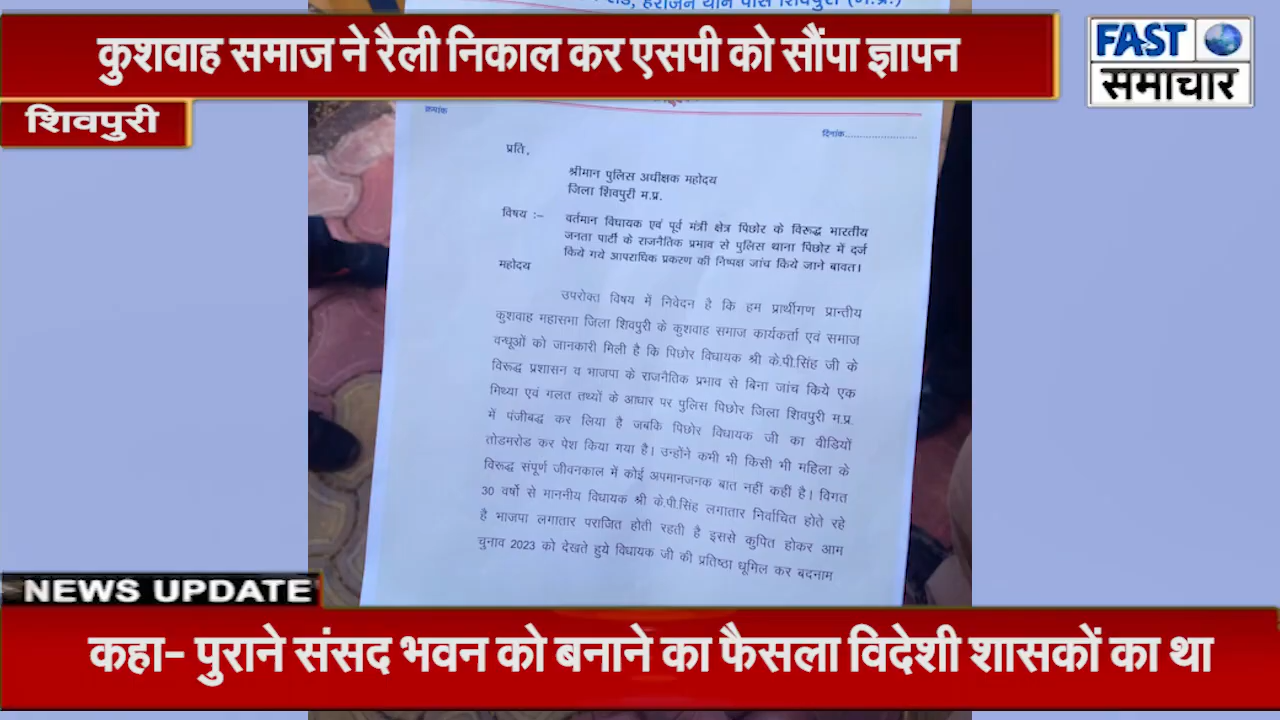 हरिजन थाने पास शिवपुरी (म.प्र.)
कुशवाह समाज ने रैली निकाल कर एसपी को सौंपा ज्ञापन
FAST
समाचार
शिवपुरी
क्रमांक
दिनांक........................
प्रति,
श्रीमान पुलिस अधीक्षक महोदय
जिला शिवपुरी म.प्र.
विषय :– वर्तमान विधायक एवं पूर्व मंत्री क्षेत्र पिछोर के विरूद्ध भारतीय
जनता पार्टी के राजनैतिक प्रभाव से पुलिस थाना पिछोर में दर्ज
किये गये आपराधिक प्रकरण की निष्पक्ष जांच किये जाने बावत।
महोदय
उपरोक्त विषय में निवेदन है कि हम प्रार्थीगण प्रान्तीय
कुशवाह महासभा जिला शिवपुरी के कुशवाह समाज कार्यकर्ता एवं समाज
वन्धूओं को जानकारी मिली है कि पिछोर विधायक श्री के.पी.सिंह जी के
विरूद्ध प्रशासन व भाजपा के राजनैतिक प्रभाव से बिना जांच किये एक
मिथ्या एवं गलत तथ्यों के आधार पर पुलिस पिछोर जिला शिवपुरी म.प्र.
में पंजीबद्ध कर लिया है जबकि पिछोर विधायक जी का वीडियों
तोडमरोड कर पेश किया गया है। उन्होंने कभी भी किसी भी महिला के
विरूद्ध संपूर्ण जीवनकाल में कोई अपमानजनक बात नहीं कहीं है। विगत
30 वर्षो से माननीय विधायक श्री के.पी.सिंह लगातार निर्वाचित होते रहे
है भाजपा लगातार पराजित होती रहती है इससे कुपित होकर आम
चुनाव 2023 को देखते हुये विधायक जी की प्रतिष्ठा धूमिल कर बदनाम
NEWS UPDATE
कहा- पुराने संसद भवन को बनाने का फैसला विदेशी शासकों का था